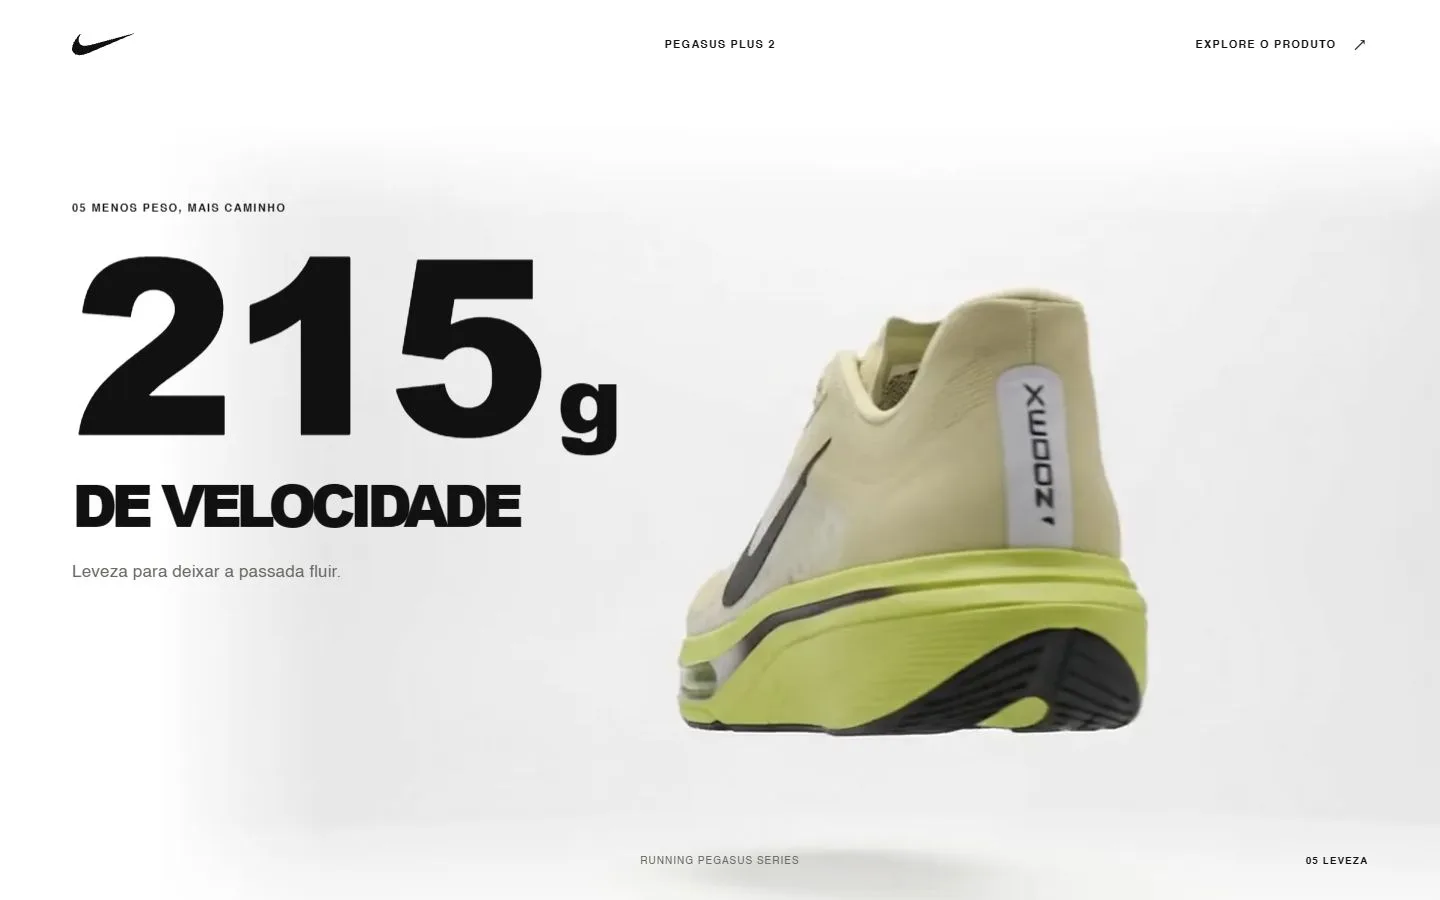 PEGASUS PLUS 2
EXPLORE O PRODUTO ↗
05 MENOS PESO, MAIS CAMINHO
215g
DE VELOCIDADE
Leveza para deixar a passada fluir.
RUNNING PEGASUS SERIES
05 LEVEZA